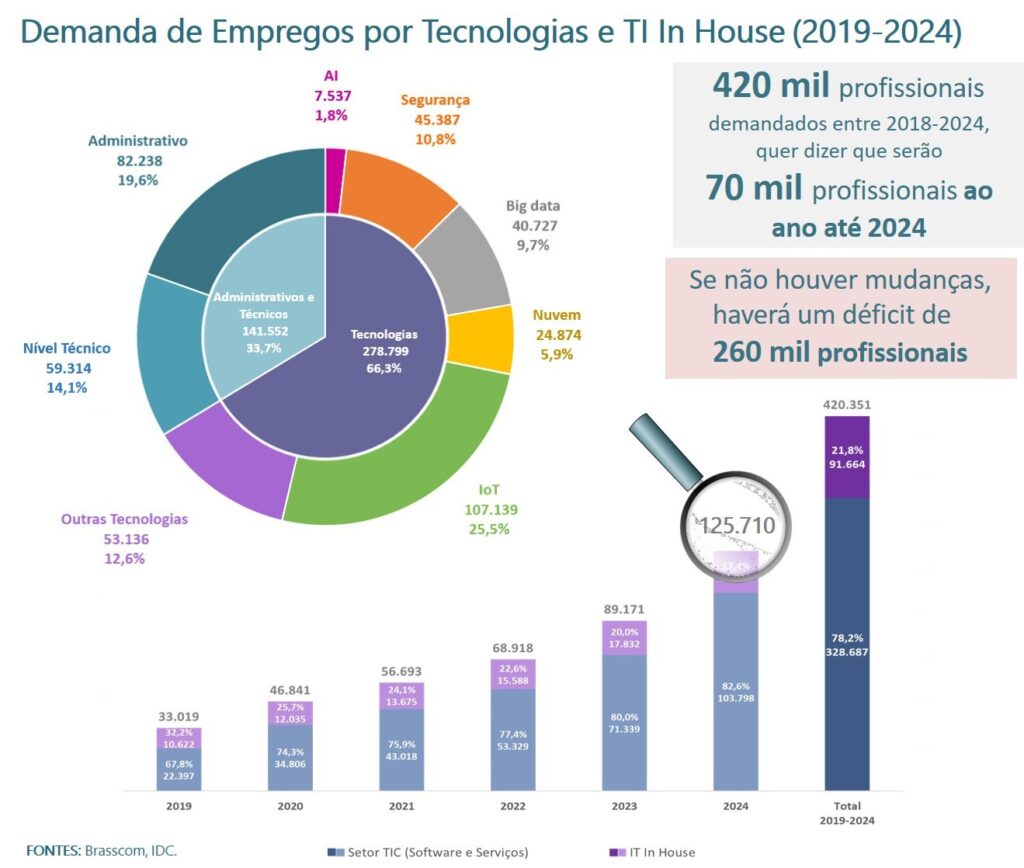 Demanda de Empregos por Tecnologias e TI In House (2019-2024)
AI
7.537
1,8%
Segurança
45.387
10,8%
Administrativo
82.238
19,6%
Big data
40.727
9,7%
Administrativos e
Técnicos
141.552
33,7%
Tecnologias
278.799
66,3%
Nuvem
24.874
5,9%
Nível Técnico
59.314
14,1%
IoT
107.139
25,5%
Outras Tecnologias
53.136
12,6%
420 mil profissionais
demandados entre 2018-2024,
quer dizer que serão
70 mil profissionais ao
ano até 2024
Se não houver mudanças,
haverá um déficit de
260 mil profissionais
33.019
32,2%
10.622
67,8%
22.397
2019
46.841
25,7%
12.035
74,3%
34.806
2020
56.693
24,1%
13.675
75,9%
43.018
2021
68.918
22,6%
15.588
77,4%
53.329
2022
89.171
20,0%
17.832
80,0%
71.339
2023
125.710
17,4%
82,6%
103.798
2024
420.351
21,8%
91.664
78,2%
328.687
Total
2019-2024
FONTES: Brasscom, IDC.
Setor TIC (Software e Serviços)
IT In House